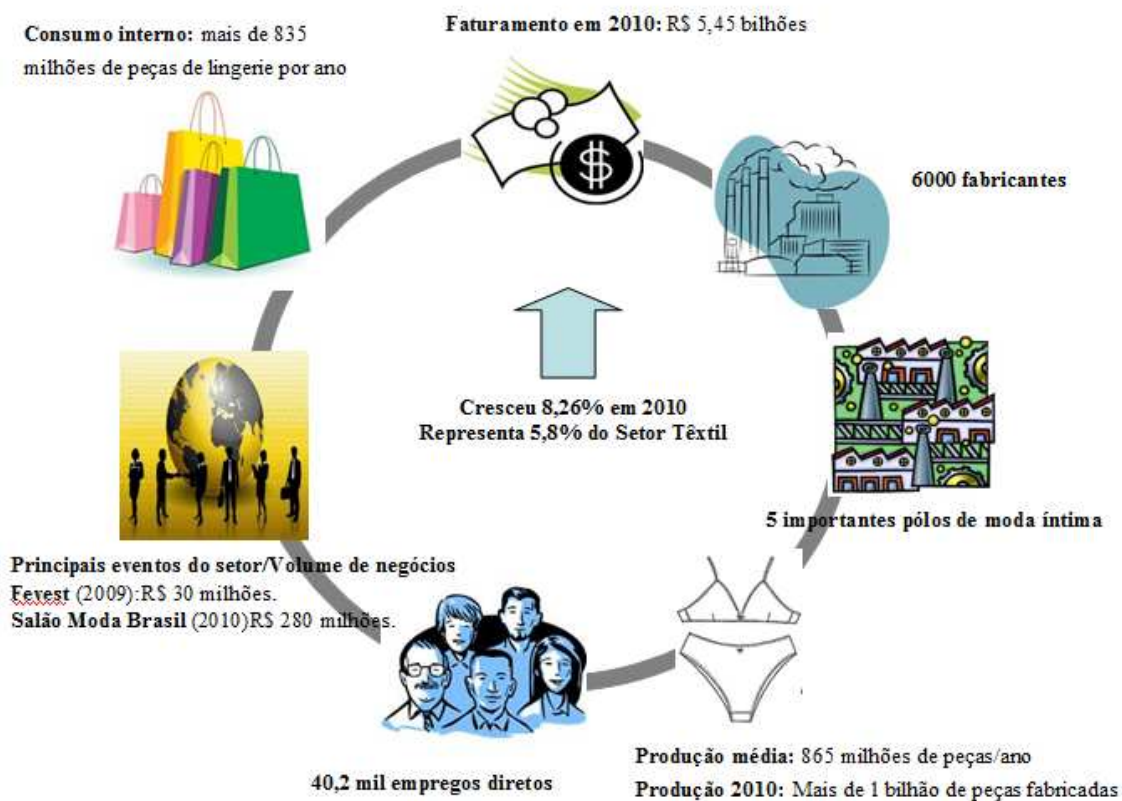 Faturamento em 2010: R$ 5,45 bilhões
Consumo interno: mais de 835
milhões de peças de lingerie por ano
6000 fabricantes
Cresceu 8,26% em 2010
Representa 5,8% do Setor Têxtil
5 importantes pólos de moda íntima
Principais eventos do setor/Volume de negócios
Fevest (2009):R$ 30 milhões.
Salão Moda Brasil (2010)R$ 280 milhões.
40,2 mil empregos diretos
Produção média: 865 milhões de peças/ano
Produção 2010: Mais de 1 bilhão de peças fabricadas